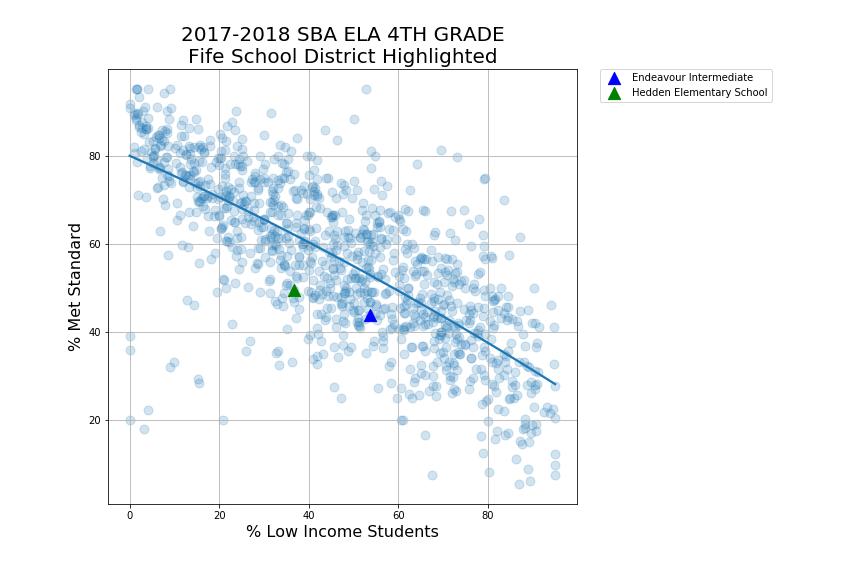 2017-2018 SBA ELA 4TH GRADE
Fife School District Highlighted
Endeavour Intermediate
Hedden Elementary School
80
60
40
20
% Met Standard
0 20 40 60 80
% Low Income Students